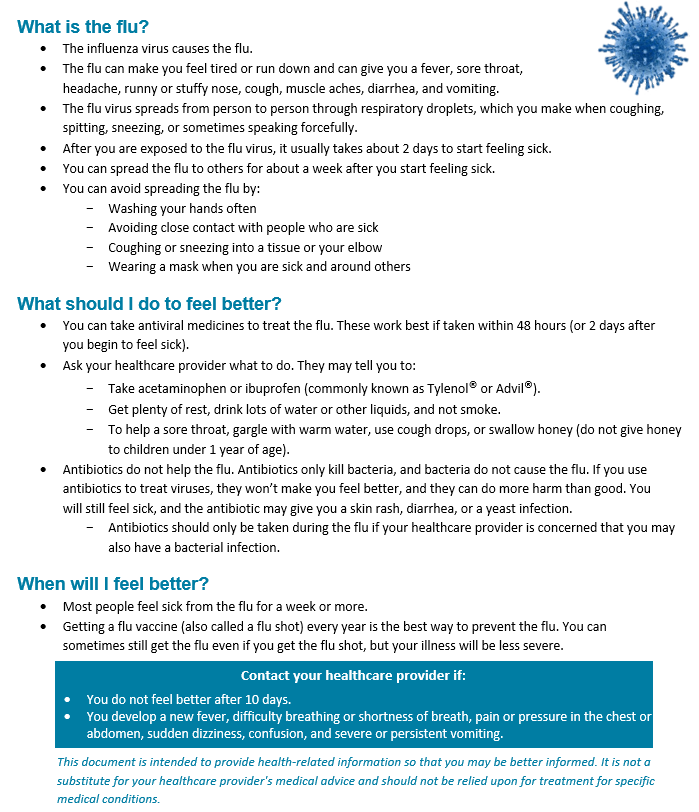 What is the flu?
• The influenza virus causes the flu.
• The flu can make you feel tired or run down and can give you a fever, sore throat,
headache, runny or stuffy nose, cough, muscle aches, diarrhea, and vomiting.
• The flu virus spreads from person to person through respiratory droplets, which you make when coughing,
spitting, sneezing, or sometimes speaking forcefully.
• After you are exposed to the flu virus, it usually takes about 2 days to start feeling sick.
• You can spread the flu to others for about a week after you start feeling sick.
• You can avoid spreading the flu by:
− Washing your hands often
− Avoiding close contact with people who are sick
− Coughing or sneezing into a tissue or your elbow
− Wearing a mask when you are sick and around others
What should I do to feel better?
• You can take antiviral medicines to treat the flu. These work best if taken within 48 hours (or 2 days after
you begin to feel sick).
• Ask your healthcare provider what to do. They may tell you to:
− Take acetaminophen or ibuprofen (commonly known as Tylenol® or Advil®).
− Get plenty of rest, drink lots of water or other liquids, and not smoke.
− To help a sore throat, gargle with warm water, use cough drops, or swallow honey (do not give honey
to children under 1 year of age).
• Antibiotics do not help the flu. Antibiotics only kill bacteria, and bacteria do not cause the flu. If you use
antibiotics to treat viruses, they won’t make you feel better, and they can do more harm than good. You
will still feel sick, and the antibiotic may give you a skin rash, diarrhea, or a yeast infection.
− Antibiotics should only be taken during the flu if your healthcare provider is concerned that you may
also have a bacterial infection.
When will I feel better?
• Most people feel sick from the flu for a week or more.
• Getting a flu vaccine (also called a flu shot) every year is the best way to prevent the flu. You can
sometimes still get the flu even if you get the flu shot, but your illness will be less severe.
Contact your healthcare provider if:
• You do not feel better after 10 days.
• You develop a new fever, difficulty breathing or shortness of breath, pain or pressure in the chest or
abdomen, sudden dizziness, confusion, and severe or persistent vomiting.
This document is intended to provide health-related information so that you may be better informed. It is not a
substitute for your healthcare provider's medical advice and should not be relied upon for treatment for specific
medical conditions.